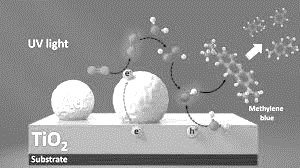 UV light
e⁻
Methylene
blue
e⁻
h⁺
TiO₂
Substrate